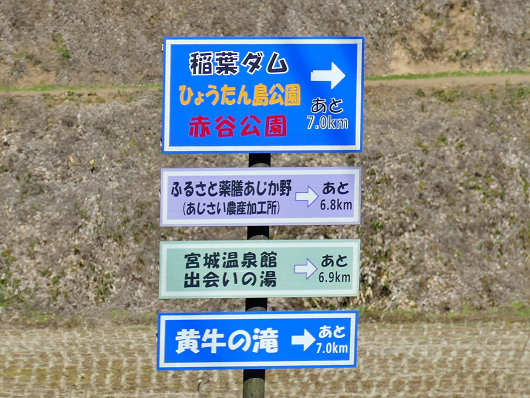 稲葉ダム
ひょうたん島公園
赤谷公園
あと
7.0km
ふるさと薬膳あじか野
(あじさい農産加工所)
あと
6.8km
宮城温泉館
出会いの湯
あと
6.9km
黄牛の滝
あと
7.0km